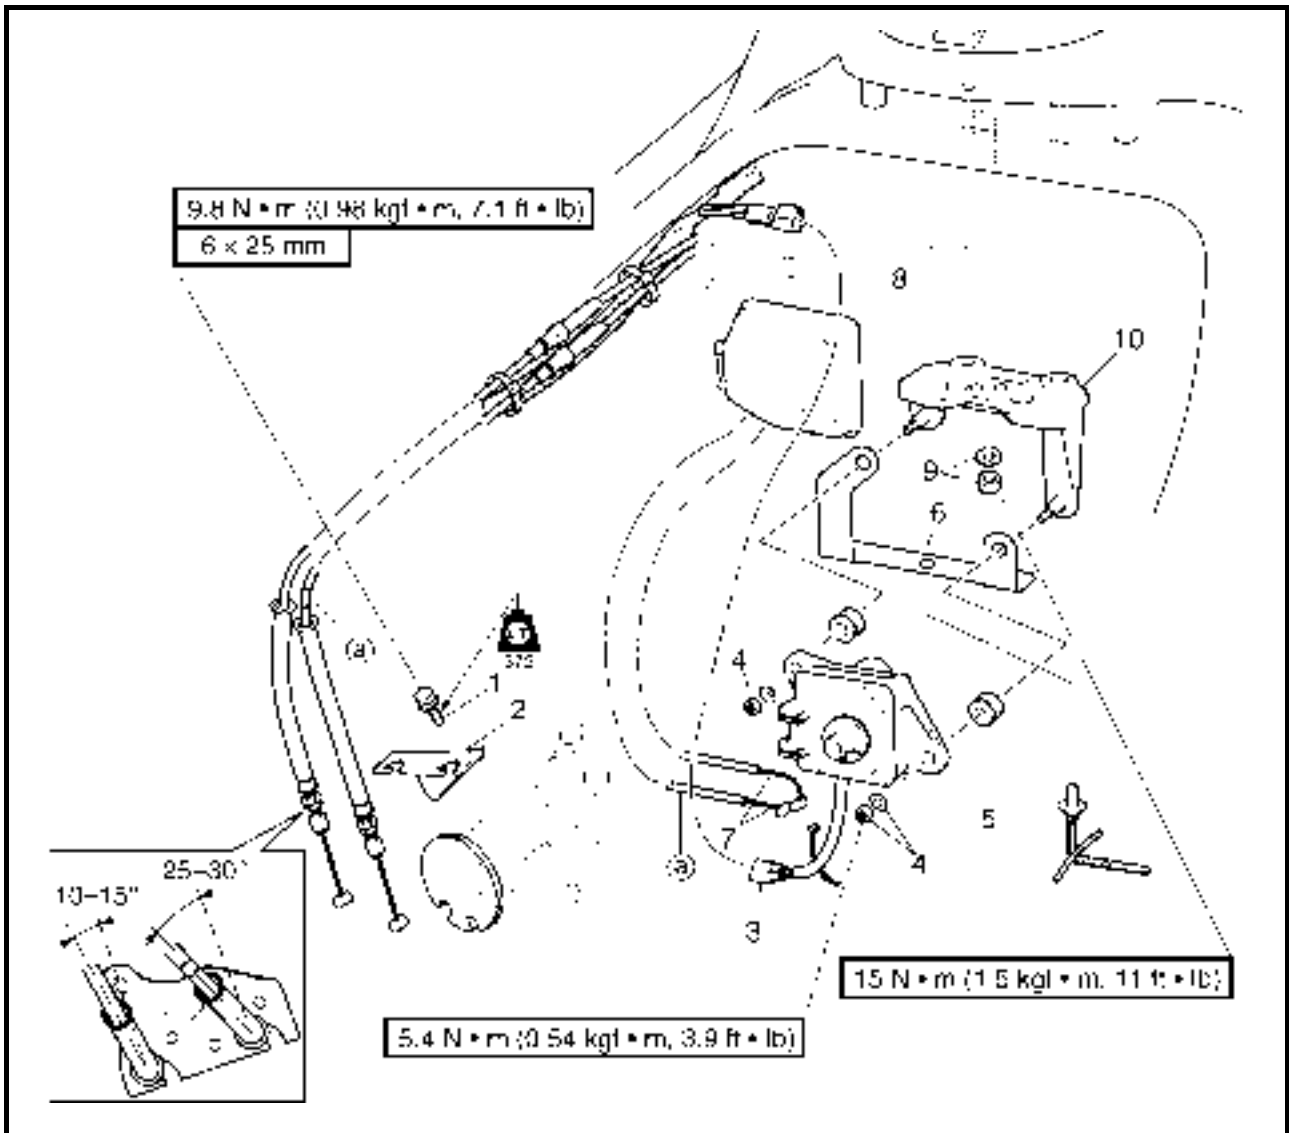 9.8 N • m (0.98 kgf • m, 7.1 ft • lb)
6 × 25 mm
8
10
9
6
(a)
572
1
4
2
7
(a)
4
5
3
25–30°
10–15°
15 N • m (1.5 kgf • m, 11 ft • lb)
5.4 N • m (0.54 kgf • m, 3.9 ft • lb)